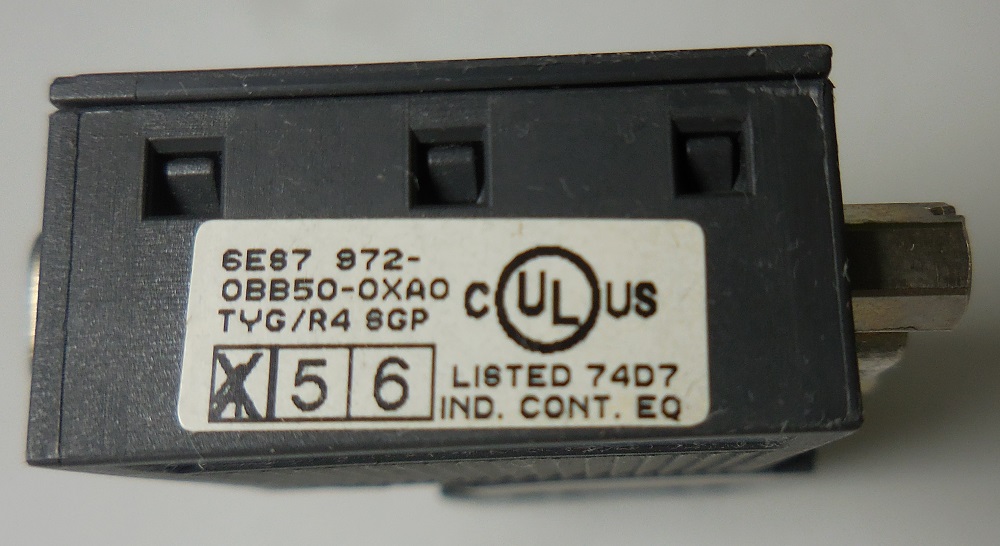 6ES7 972-
0BB50-0XA0
TYG/R4 SGP
X 5 6
C UL US
LISTED 74D7
IND. CONT. EQ